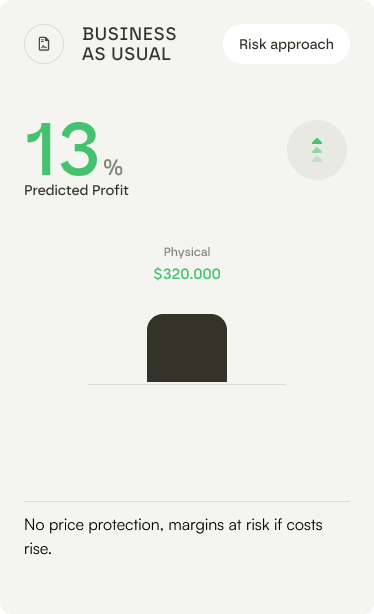 BUSINESS
AS USUAL
Risk approach
13 %
Predicted Profit
Physical
$320.000
No price protection, margins at risk if costs
rise.